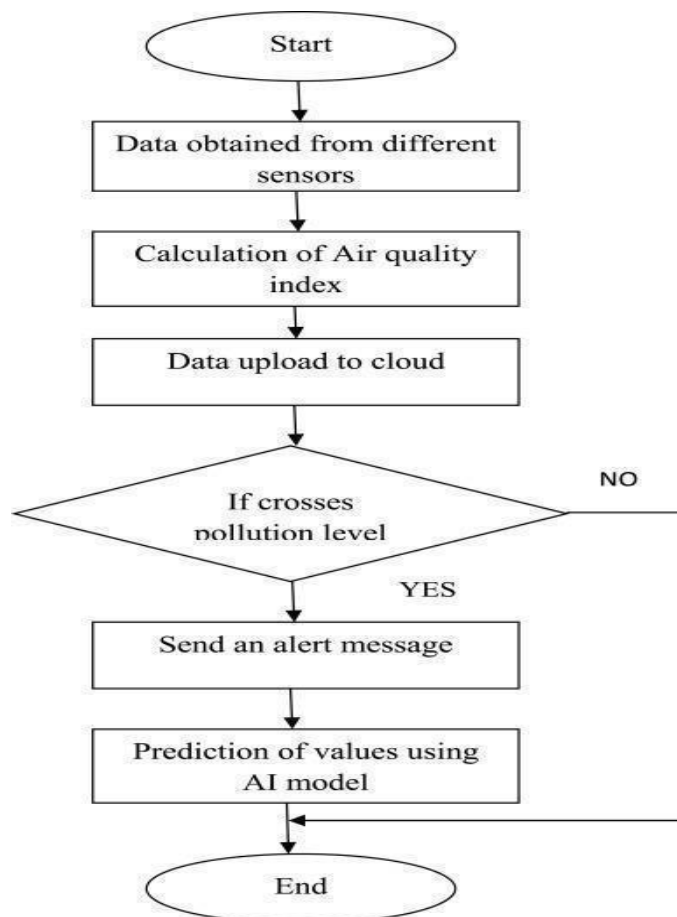 Start
Data obtained from different
sensors
Calculation of Air quality
index
Data upload to cloud
If crosses
pollution level
NO
YES
Send an alert message
Prediction of values using
AI model
End